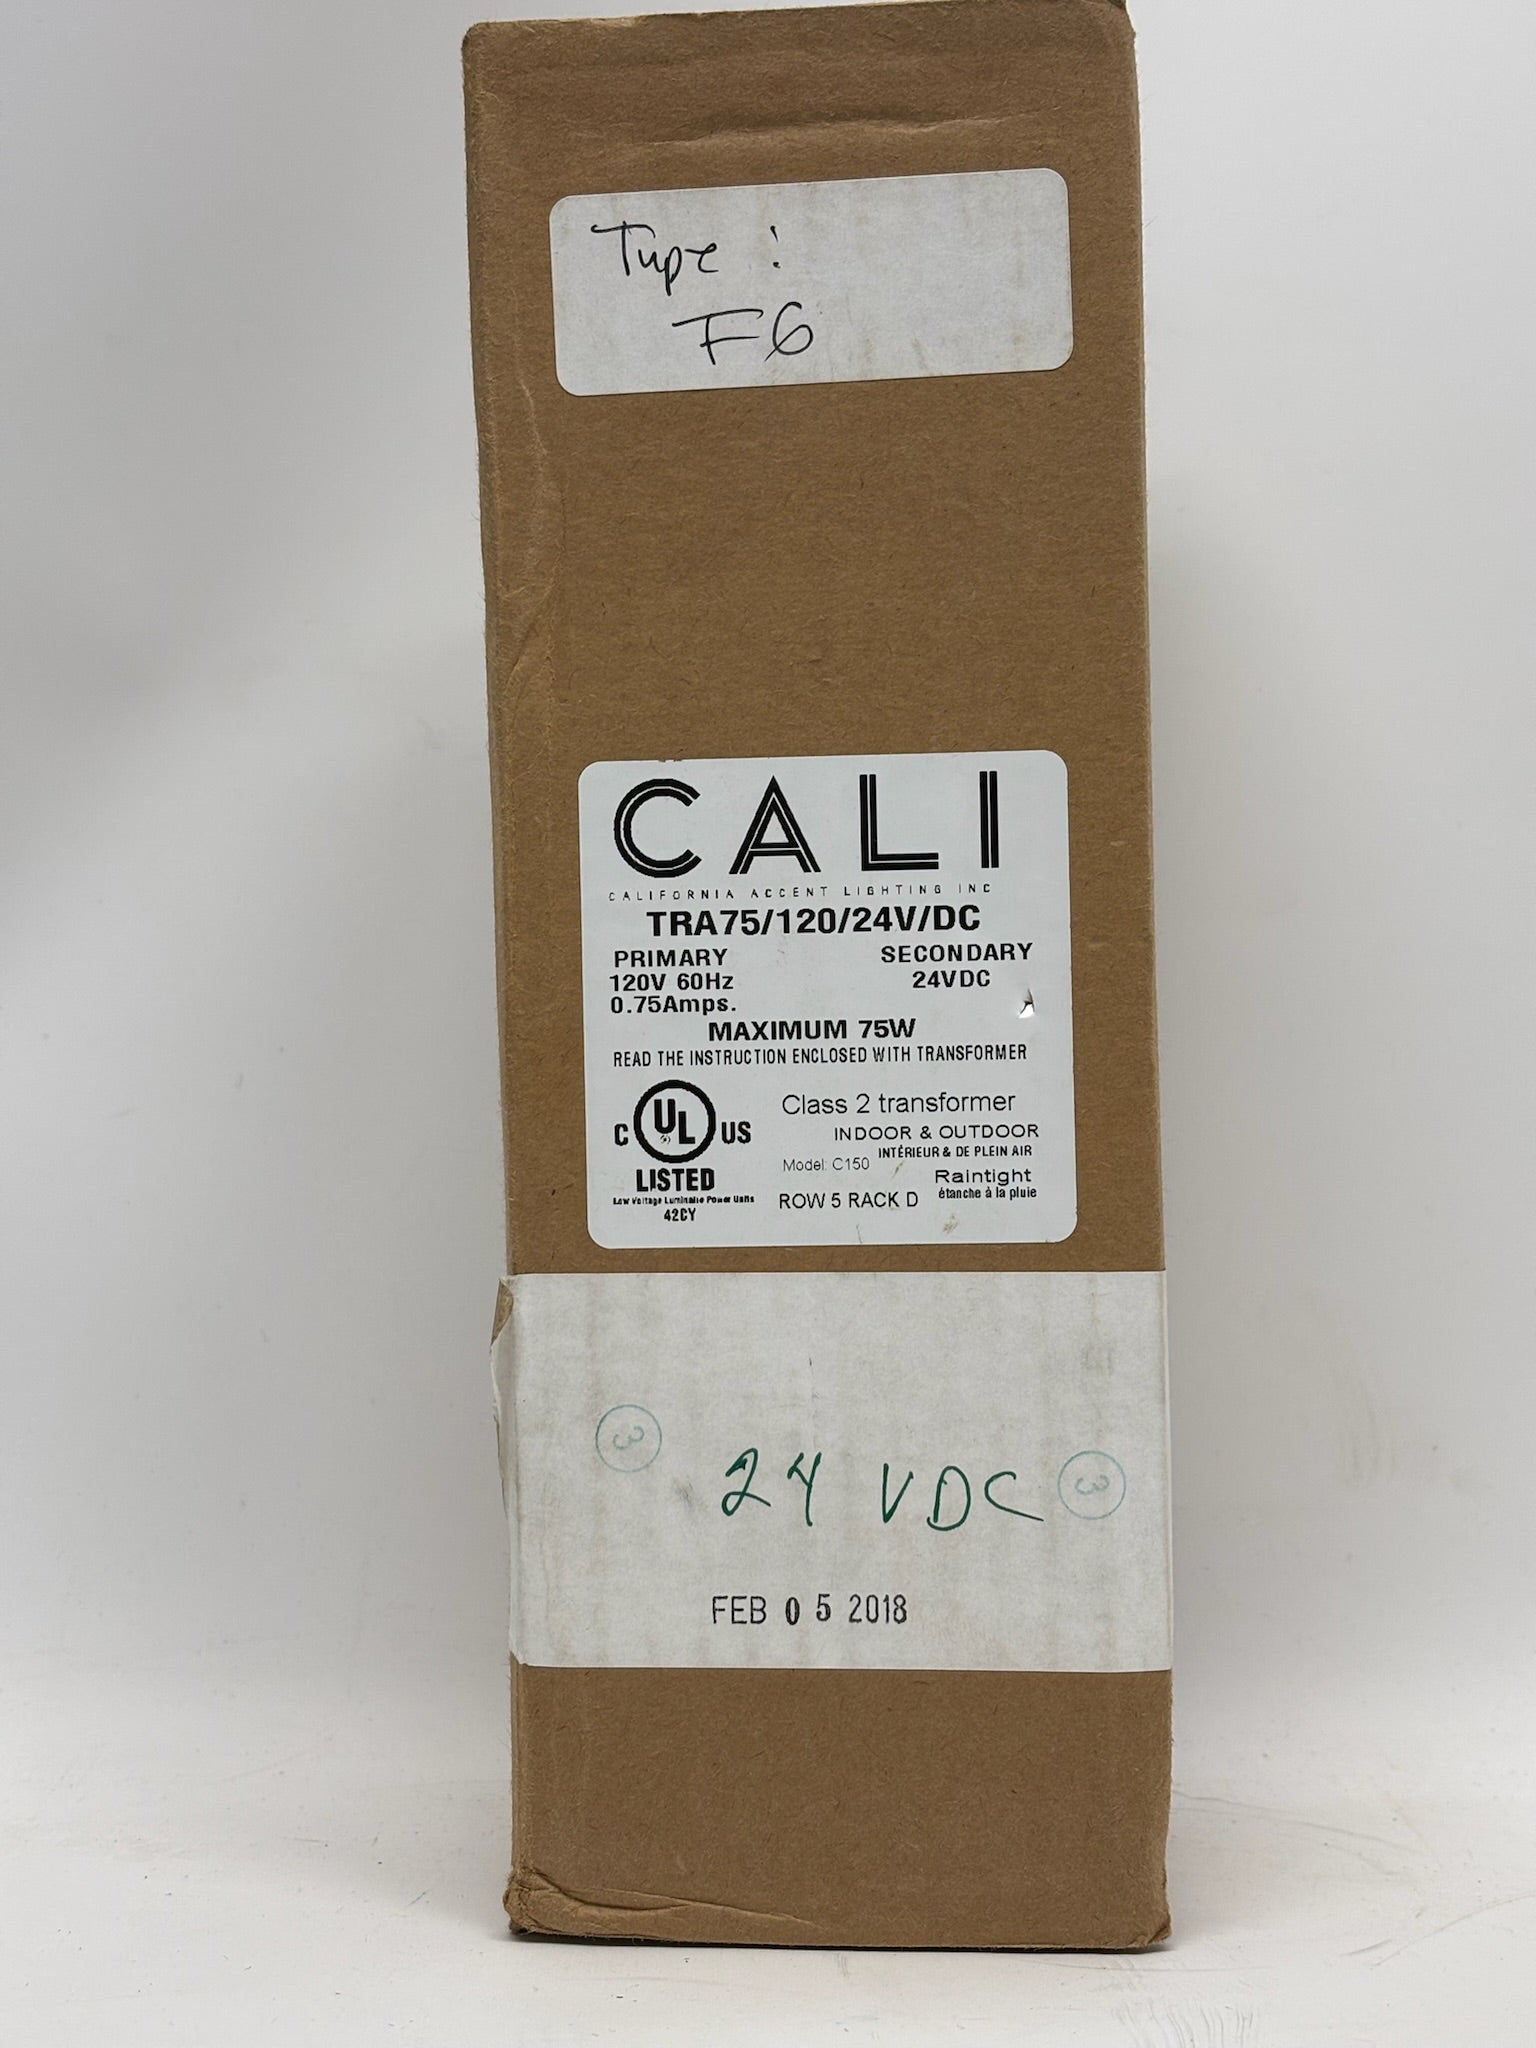 Type :
F6
CALI
CALIFORNIA ACCENT LIGHTING INC
TRA75/120/24V/DC
PRIMARY SECONDARY
120V 60Hz 24VDC
0.75Amps.
MAXIMUM 75W
READ THE INSTRUCTION ENCLOSED WITH TRANSFORMER
C UL US
LISTED
Low Voltage Luminaire Power Units
42CY
Class 2 transformer
INDOOR & OUTDOOR
INTÉRIEUR & DE PLEIN AIR
Model: C150
Raintight
étanche à la pluie
ROW 5 RACK D
3
24 VDC
3
FEB 05 2018